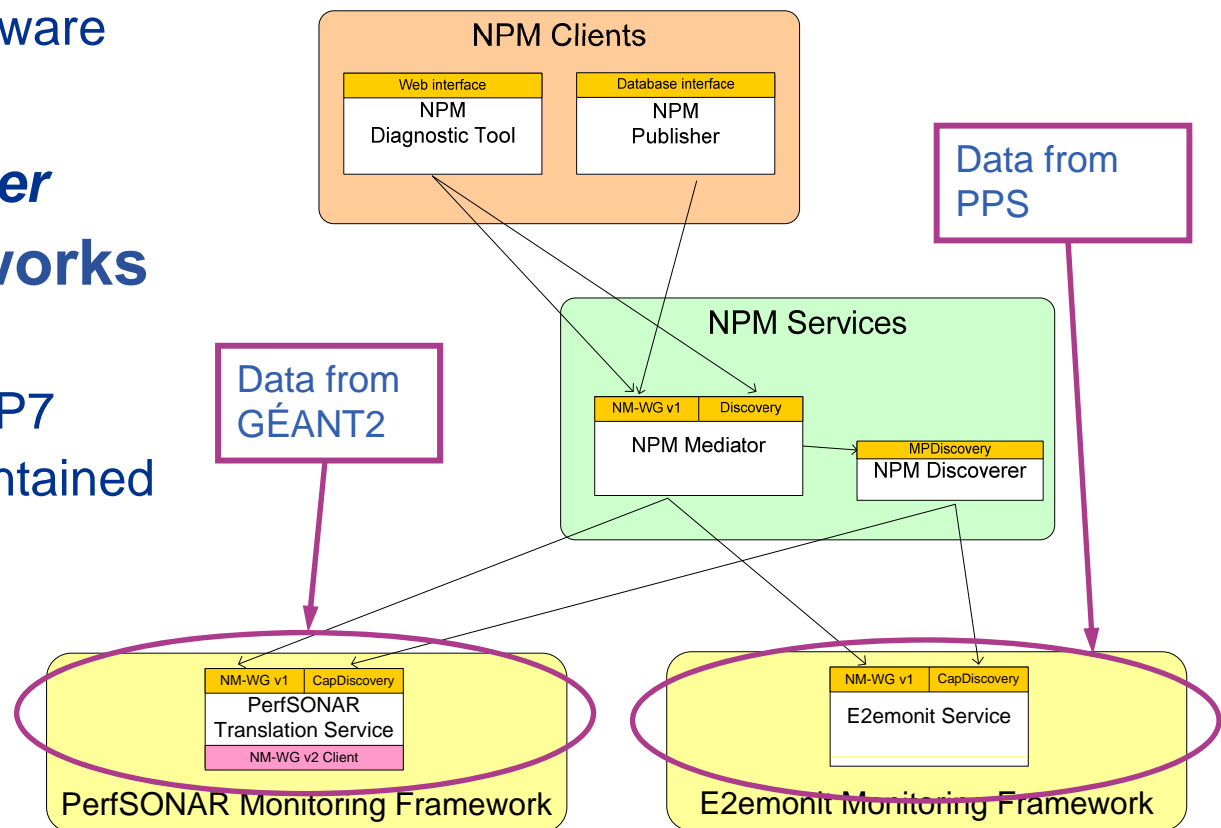 ware
er
works
P7
ntained
NPM Clients
Web interface
NPM
Diagnostic Tool
Database interface
NPM
Publisher
Data from
PPS
NPM Services
Data from
GÉANT2
NM-WG v1
Discovery
NPM Mediator
MPDiscovery
NPM Discoverer
NM-WG v1
CapDiscovery
PerfSONAR
Translation Service
NM-WG v2 Client
PerfSONAR Monitoring Framework
NM-WG v1
CapDiscovery
E2emonit Service
E2emonit Monitoring Framework